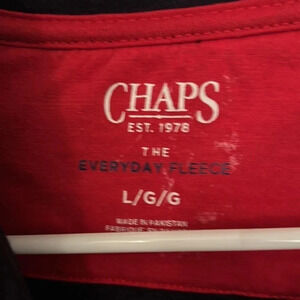 CHAPS
EST. 1978
THE
EVERYDAY FLEECE
L/G/G
MADE IN PAKISTAN